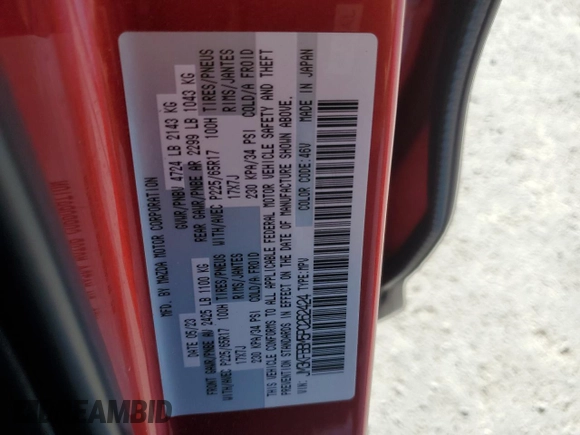 MFD. BY MAZDA MOTOR CORPORATION
DATE 05/23
GVWR/PNBV 4724 LB 2143 KG
FRONT GAWR/PNBE AV 2425 LB 1100 KG
REAR GAWR/PNBE AR 2299 LB 1043 KG
WITH/AVEC P225/65R17 100H TIRES/PNEUS
WITH/AVEC P225/65R17 100H TIRES/PNEUS
17X7J RIMS/JANTES
17X7J RIMS/JANTES
230 KPA/34 PSI COLD/A FROID
230 KPA/34 PSI COLD/A FROID
THIS VEHICLE CONFORMS TO ALL APPLICABLE FEDERAL MOTOR VEHICLE SAFETY AND THEFT
PREVENTION STANDARDS IN EFFECT ON THE DATE OF MANUFACTURE SHOWN ABOVE.
COLOR CODE:46V MADE IN JAPAN
VIN: TYPE:MPV